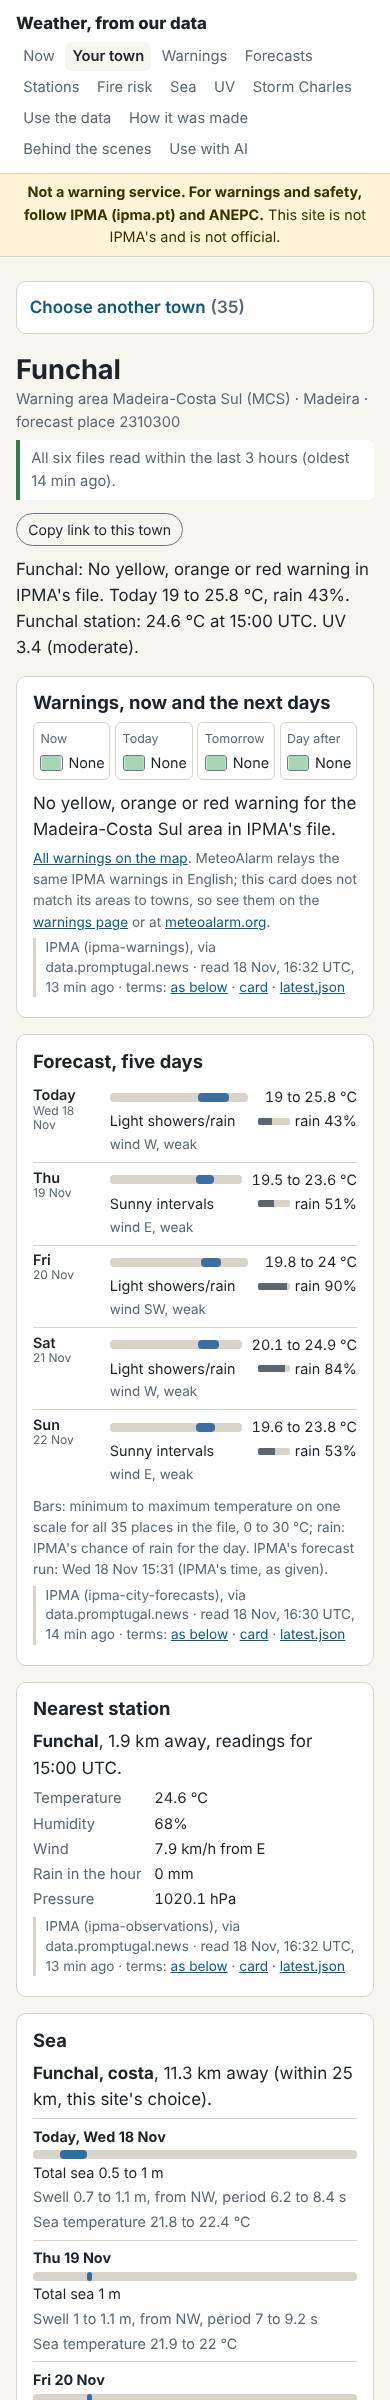 Weather, from our data
Now Your town Warnings Forecasts
Stations Fire risk Sea UV Storm Charles
Use the data How it was made
Behind the scenes Use with AI
Not a warning service. For warnings and safety,
follow IPMA (ipma.pt) and ANEPC. This site is not
IPMA's and is not official.
Choose another town (35)
Funchal
Warning area Madeira-Costa Sul (MCS) · Madeira ·
forecast place 2310300
All six files read within the last 3 hours (oldest
14 min ago).
Copy link to this town
Funchal: No yellow, orange or red warning in
IPMA's file. Today 19 to 25.8 °C, rain 43%.
Funchal station: 24.6 °C at 15:00 UTC. UV
3.4 (moderate).
Warnings, now and the next days
Now Today Tomorrow Day after
None None None None
No yellow, orange or red warning for the
Madeira-Costa Sul area in IPMA's file.
All warnings on the map. MeteoAlarm relays the
same IPMA warnings in English; this card does not
match its areas to towns, so see them on the
warnings page or at meteoalarm.org.
IPMA (ipma-warnings), via
data.promptugal.news · read 18 Nov, 16:32 UTC,
13 min ago · terms: as below · card · latest.json
Forecast, five days
Today 19 to 25.8 °C
Wed 18 Light showers/rain rain 43%
Nov
wind W, weak
Thu 19.5 to 23.6 °C
19 Nov
Sunny intervals rain 51%
wind E, weak
Fri 19.8 to 24 °C
20 Nov
Light showers/rain rain 90%
wind SW, weak
Sat 20.1 to 24.9 °C
21 Nov
Light showers/rain rain 84%
wind W, weak
Sun 19.6 to 23.8 °C
22 Nov
Sunny intervals rain 53%
wind E, weak
Bars: minimum to maximum temperature on one
scale for all 35 places in the file, 0 to 30 °C; rain:
IPMA's chance of rain for the day. IPMA's forecast
run: Wed 18 Nov 15:31 (IPMA's time, as given).
IPMA (ipma-city-forecasts), via
data.promptugal.news · read 18 Nov, 16:30 UTC,
14 min ago · terms: as below · card · latest.json
Nearest station
Funchal, 1.9 km away, readings for
15:00 UTC.
Temperature 24.6 °C
Humidity 68%
Wind 7.9 km/h from E
Rain in the hour 0 mm
Pressure 1020.1 hPa
IPMA (ipma-observations), via
data.promptugal.news · read 18 Nov, 16:32 UTC,
13 min ago · terms: as below · card · latest.json
Sea
Funchal, costa, 11.3 km away (within 25
km, this site's choice).
Today, Wed 18 Nov
Total sea 0.5 to 1 m
Swell 0.7 to 1.1 m, from NW, period 6.2 to 8.4 s
Sea temperature 21.8 to 22.4 °C
Thu 19 Nov
Total sea 1 m
Swell 1 to 1.1 m, from NW, period 7 to 9.2 s
Sea temperature 21.9 to 22 °C
Fri 20 Nov